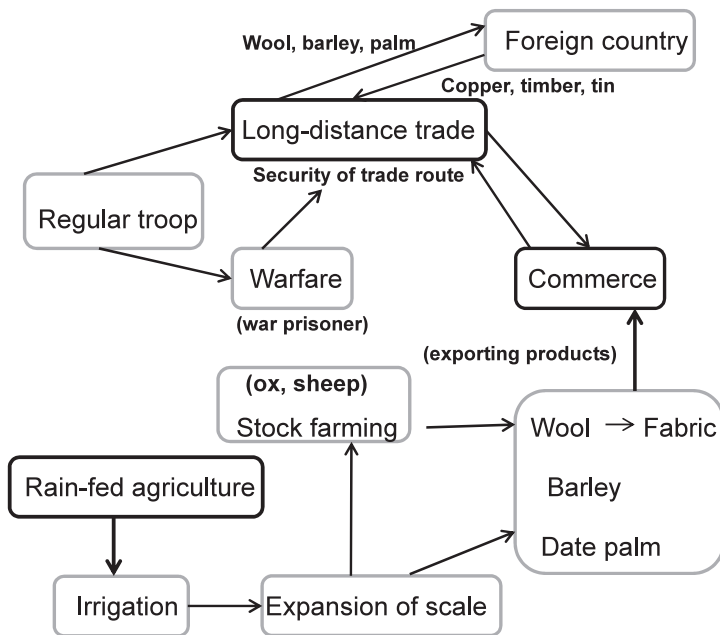 Wool, barley, palm
Foreign country
Copper, timber, tin
Long-distance trade
Security of trade route
Regular troop
Warfare
(war prisoner)
Commerce
(exporting products)
(ox, sheep)
Stock farming
Wool → Fabric
Barley
Date palm
Rain-fed agriculture
Irrigation
Expansion of scale